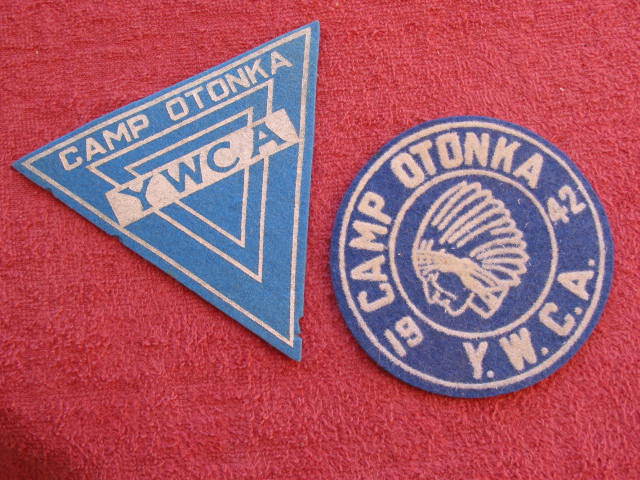 CAMP OTONKA
YWCA
CAMP OTONKA
19 42
Y.W.C.A.